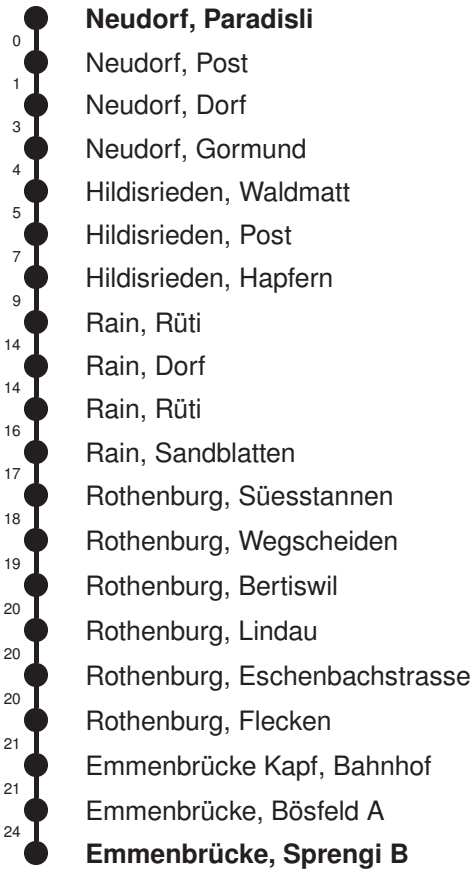 Neudorf, Paradisli
0
Neudorf, Post
1
Neudorf, Dorf
3
Neudorf, Gormund
4
Hildisrieden, Waldmatt
5
Hildisrieden, Post
7
Hildisrieden, Hapfern
9
Rain, Rüti
14
Rain, Dorf
14
Rain, Rüti
16
Rain, Sandblatten
17
Rothenburg, Süesstannen
18
Rothenburg, Wegscheiden
19
Rothenburg, Bertiswil
20
Rothenburg, Lindau
20
Rothenburg, Eschenbachstrasse
20
Rothenburg, Flecken
21
Emmenbrücke Kapf, Bahnhof
21
Emmenbrücke, Bösfeld A
24
Emmenbrücke, Sprengi B